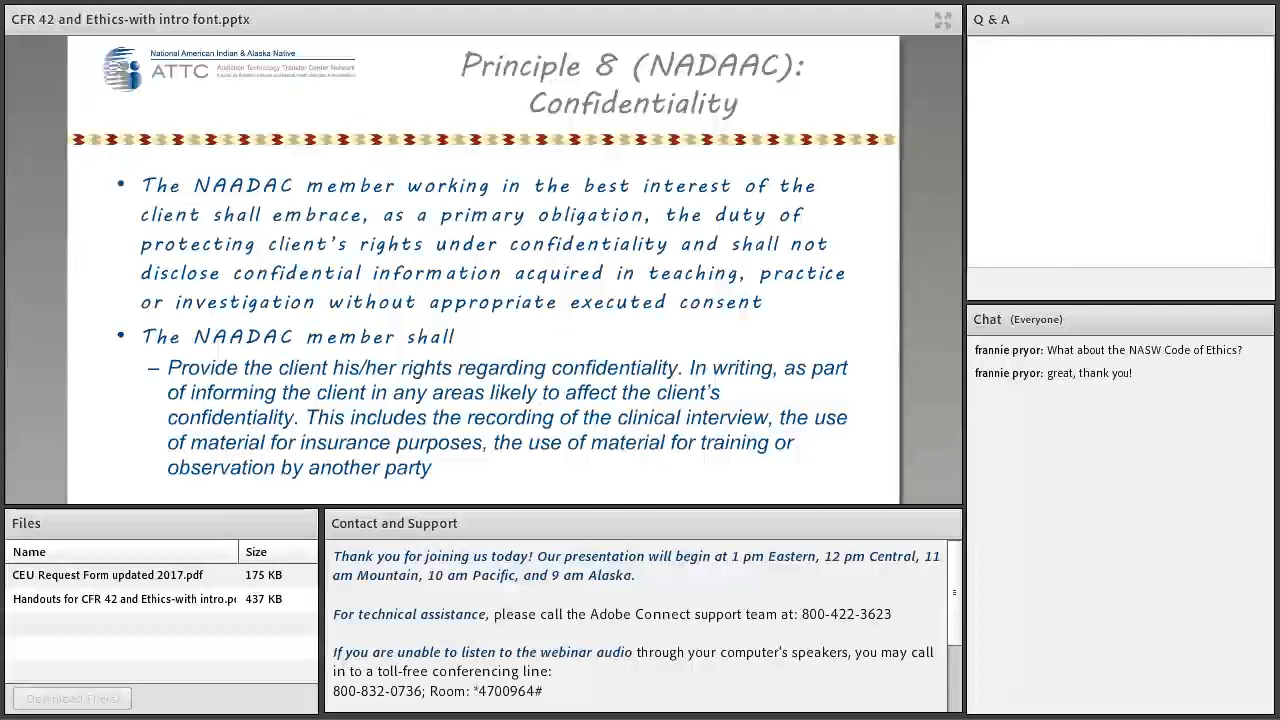 CFR 42 and Ethics-with intro font.pptx
National American Indian & Alaska Native
ATTC
Addiction Technology Transfer Center Network
Principle 8 (NADAAC):
Confidentiality
• The NAADAC member working in the best interest of the
client shall embrace, as a primary obligation, the duty of
protecting client's rights under confidentiality and shall not
disclose confidential information acquired in teaching, practice
or investigation without appropriate executed consent
• The NAADAC member shall
– Provide the client his/her rights regarding confidentiality. In writing, as part
of informing the client in any areas likely to affect the client's
confidentiality. This includes the recording of the clinical interview, the use
of material for insurance purposes, the use of material for training or
observation by another party
Files
Name Size
CEU Request Form updated 2017.pdf 175 KB
Handouts for CFR 42 and Ethics-with intro.p 437 KB
Download File(s)
Contact and Support
Thank you for joining us today! Our presentation will begin at 1 pm Eastern, 12 pm Central, 11
am Mountain, 10 am Pacific, and 9 am Alaska.
For technical assistance, please call the Adobe Connect support team at: 800-422-3623
If you are unable to listen to the webinar audio through your computer's speakers, you may call
in to a toll-free conferencing line:
800-832-0736; Room: *4700964#
Q & A
Chat (Everyone)
frannie pryor: What about the NASW Code of Ethics?
frannie pryor: great, thank you!